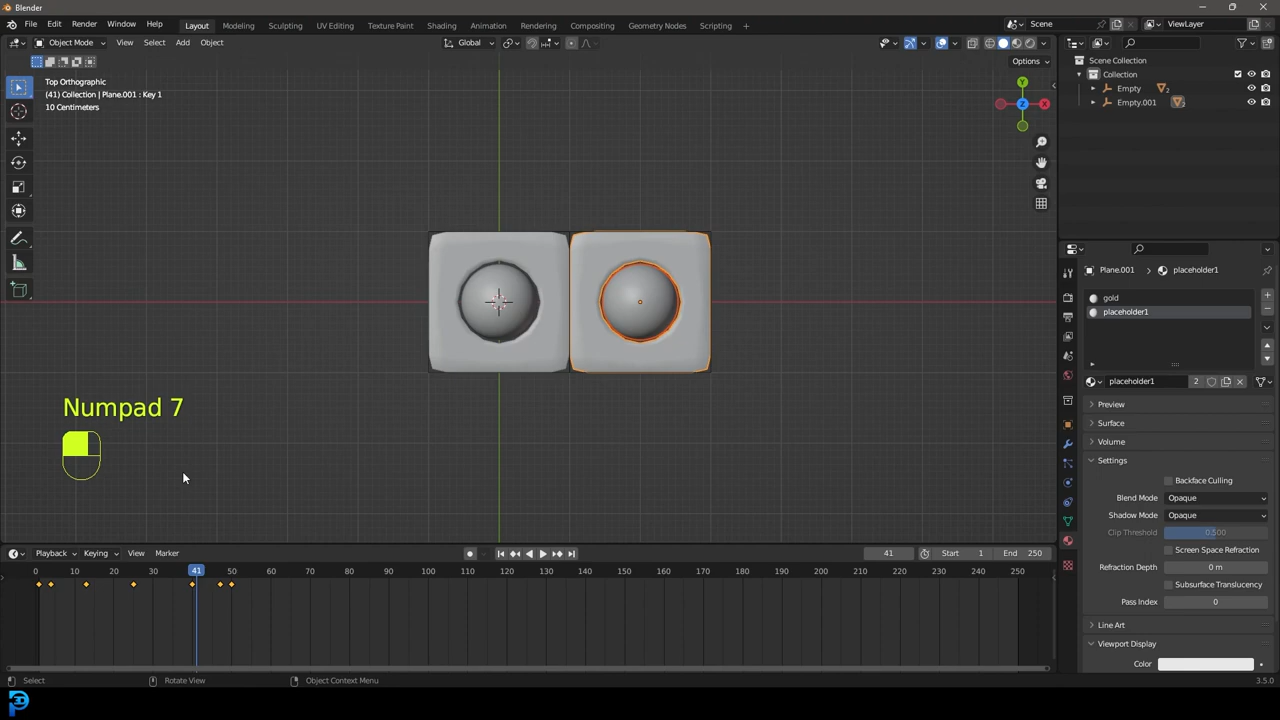 Blender
File Edit Render Window Help Layout Modeling Sculpting UV Editing Texture Paint Shading Animation Rendering Compositing Geometry Nodes Scripting + Scene ViewLayer
Object Mode View Select Add Object Global
Options
Top Orthographic
(41) Collection | Plane.001 : Key 1
10 Centimeters
Y
X
Z
Scene Collection
Collection
Empty 2
Empty.001
Plane.001 > placeholder1
gold
placeholder1
placeholder1 2
Preview
Surface
Volume
Settings
Backface Culling
Blend Mode Opaque
Shadow Mode Opaque
Clip Threshold 0.500
Screen Space Refraction
Refraction Depth 0 m
Subsurface Translucency
Pass Index 0
Line Art
Viewport Display
Color
Numpad 7
Playback Keying View Marker 41 Start 1 End 250
0 10 20 30 41 50 60 70 80 90 100 110 120 130 140 150 160 170 180 190 200 210 220 230 240 250
Select Rotate View Object Context Menu 3.5.0